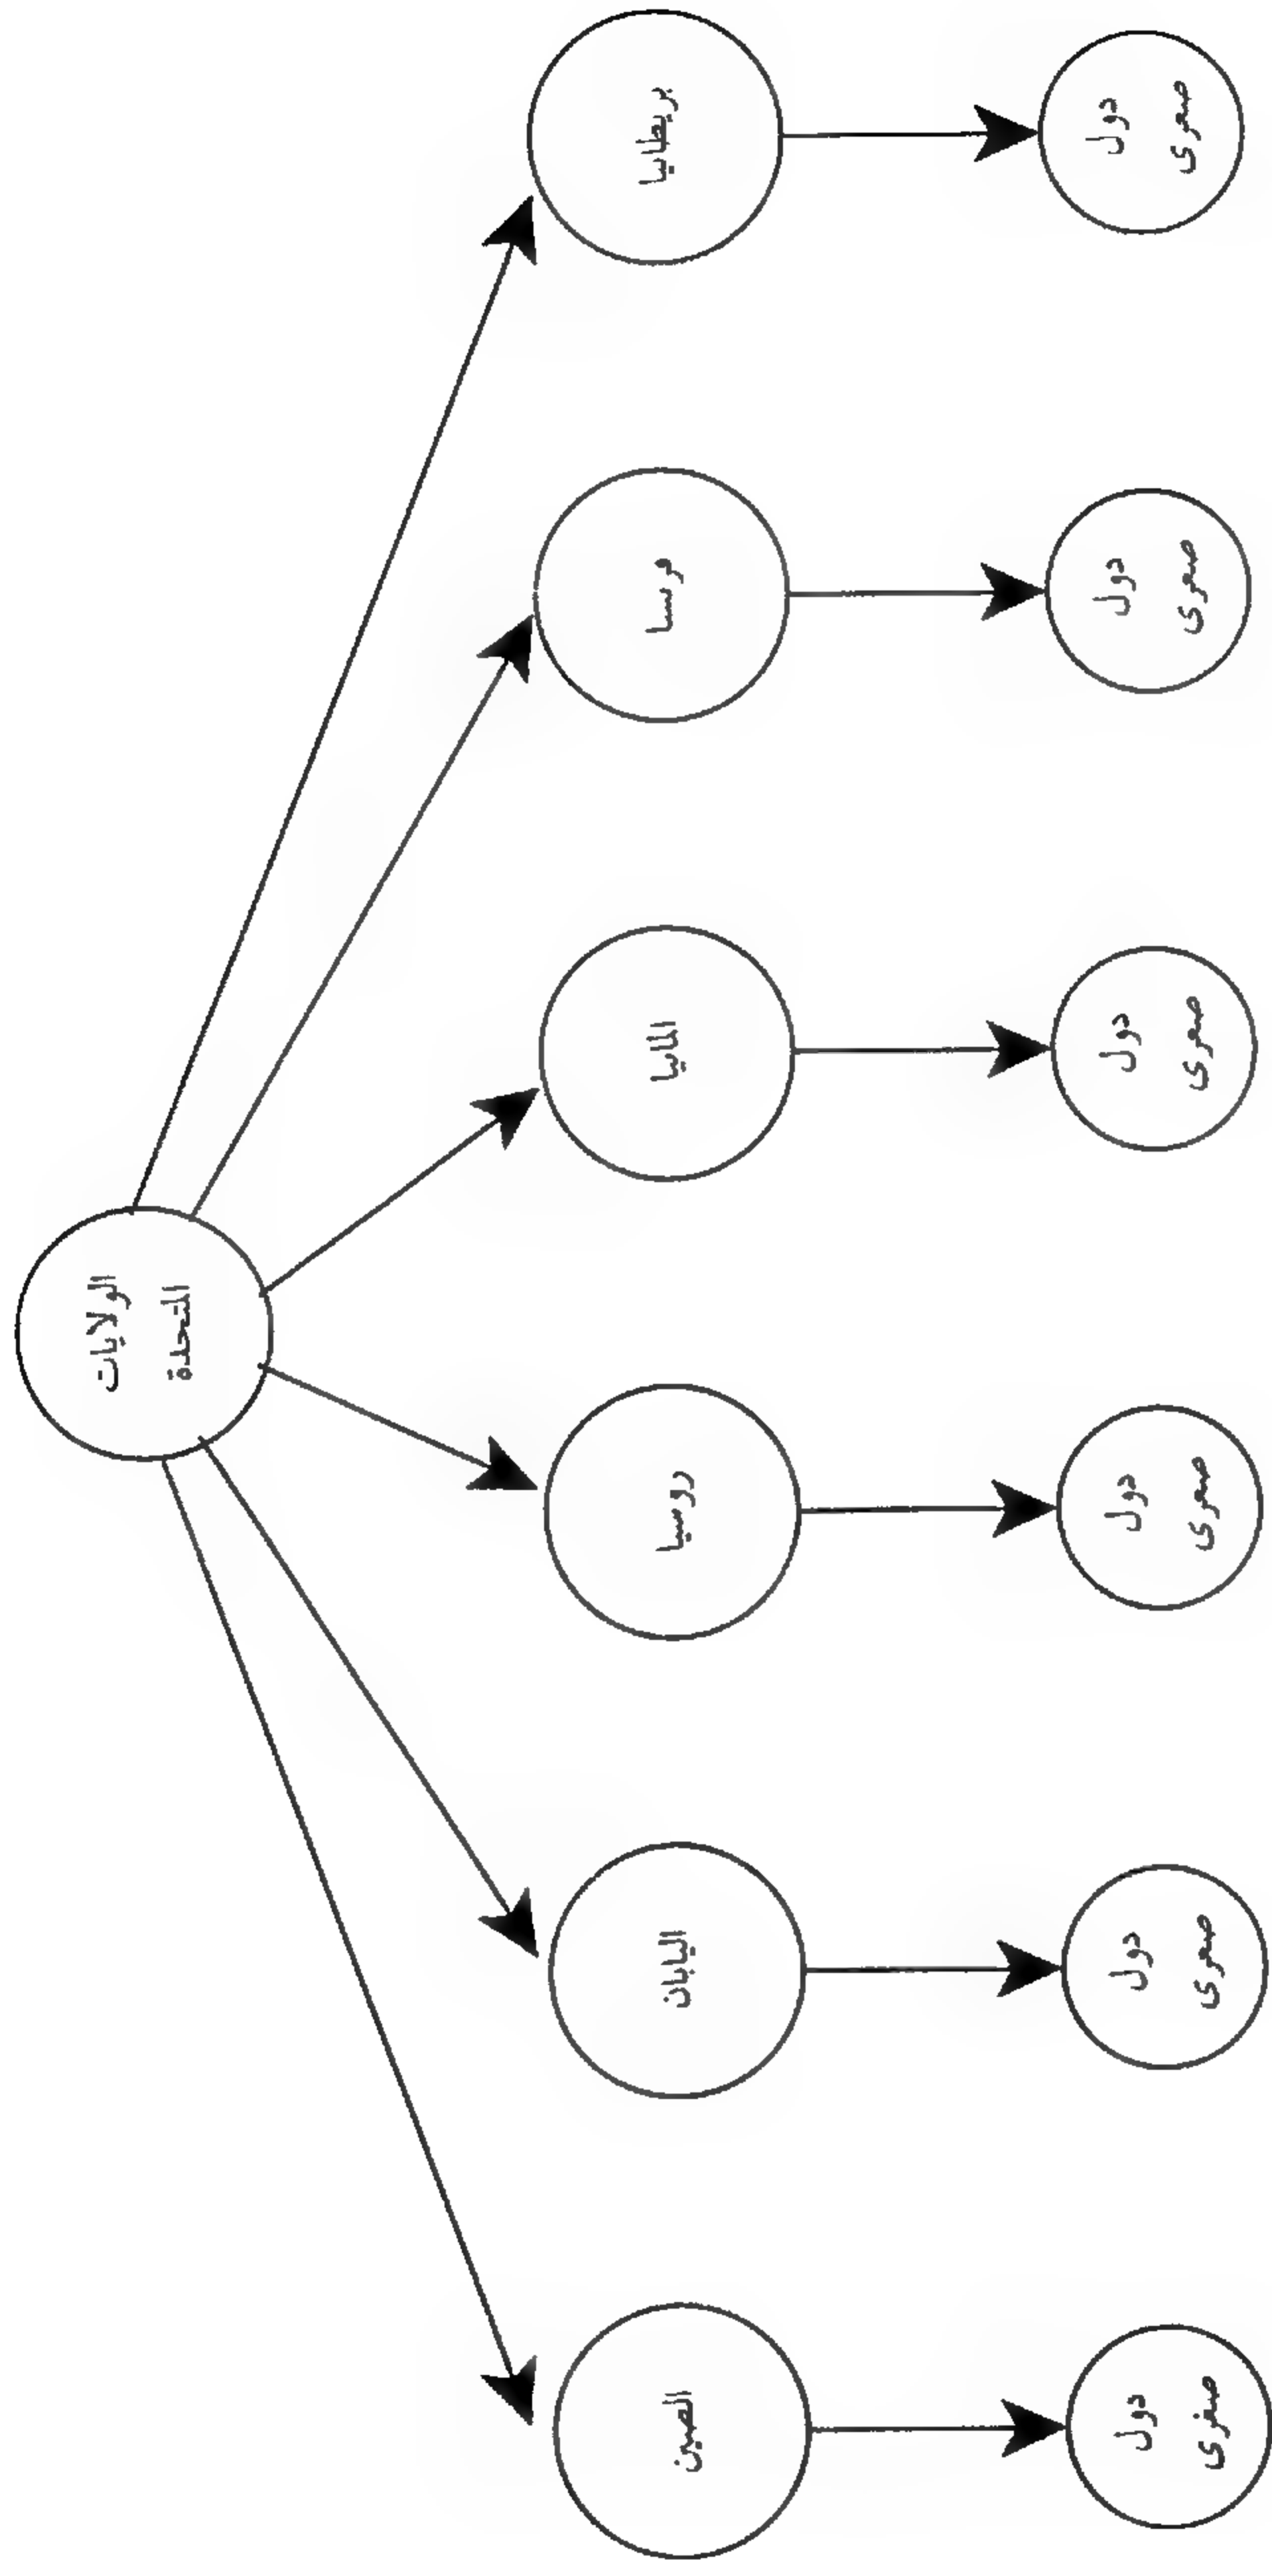 الولايات
المتحدة
بريطانيا
فرنسا
المانيا
روسيا
اليابان
الصين
دول
صغرى
دول
صغرى
دول
صغرى
دول
صغرى
دول
صغرى
دول
صغرى